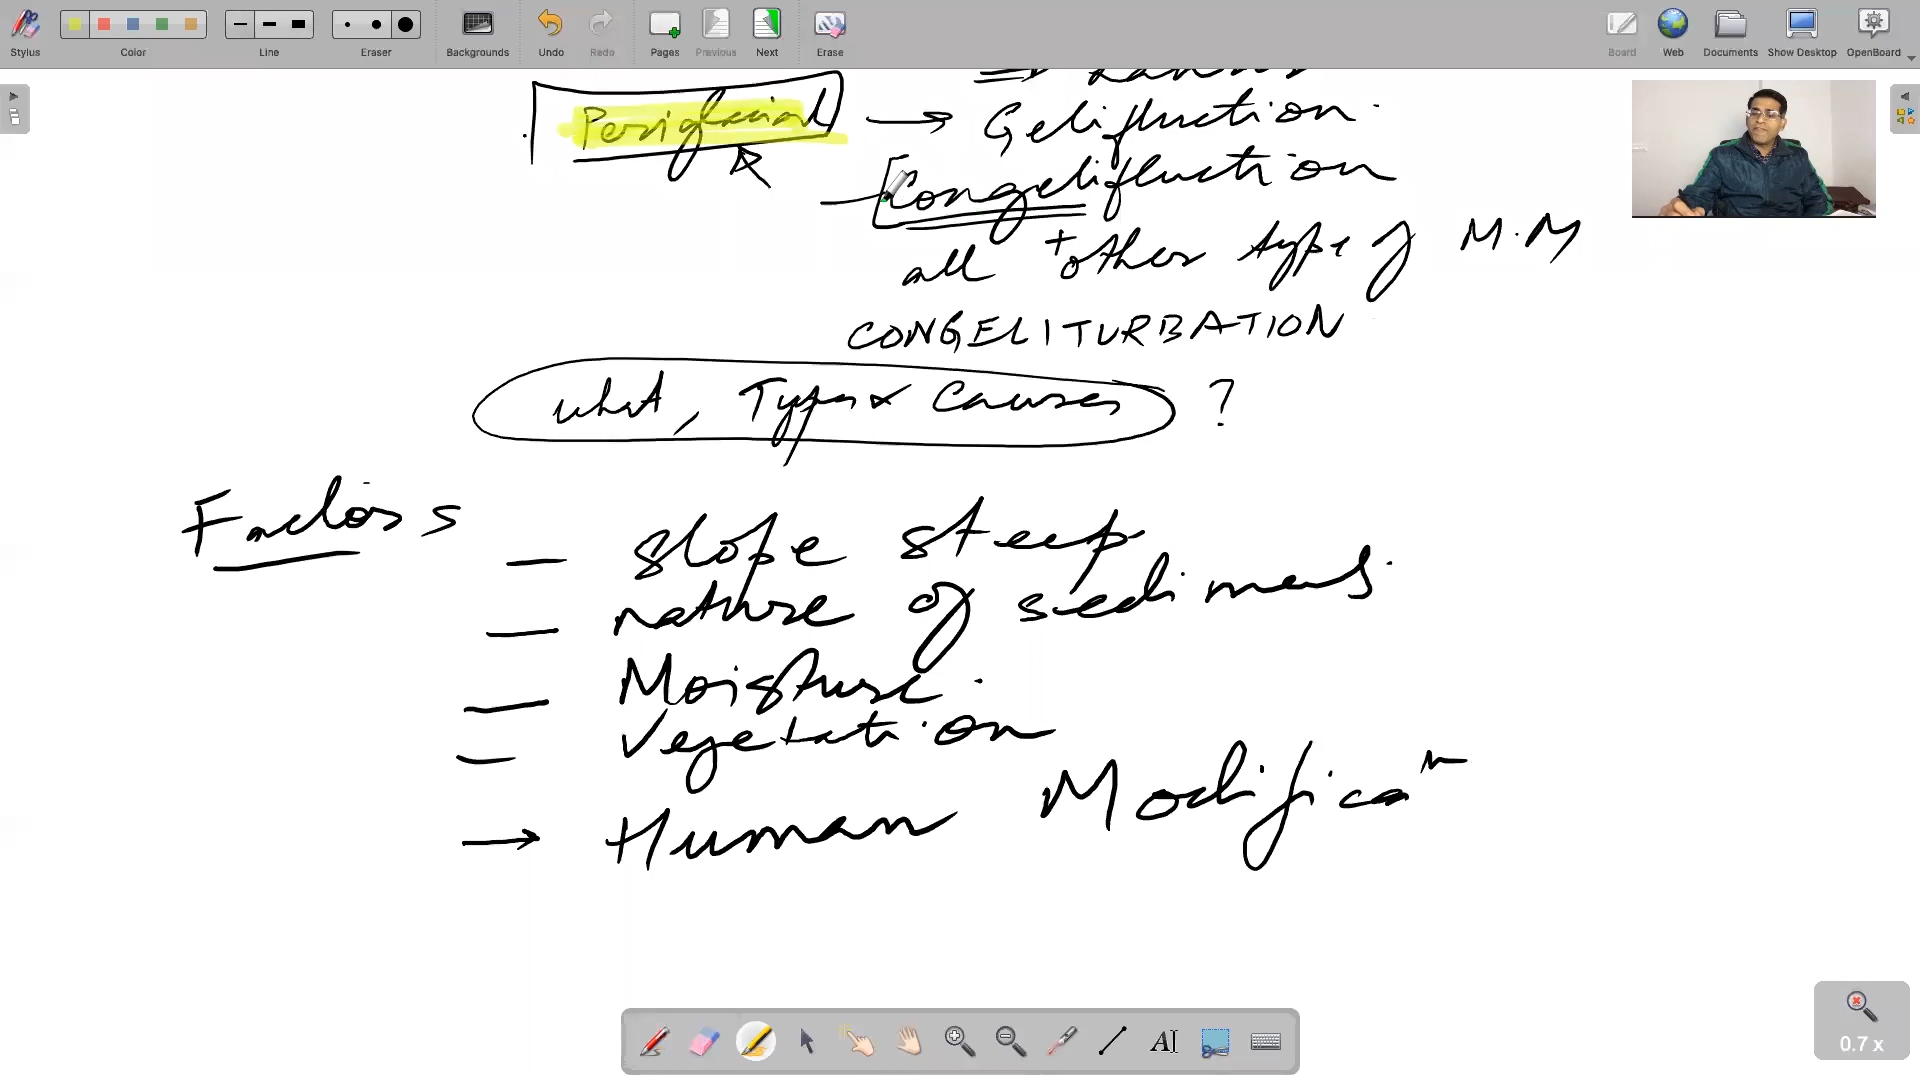 Stylus Color Line Eraser Backgrounds Undo Redo Pages Previous Next Erase Board Web Documents Show Desktop OpenBoard
Periglacial → Gelifluction
— [Congelifluction
+
all other type of M.M
CONGELITURBATION
what, Types & Causes ?
Factors
— slope steep
— nature of sediments.
— Moisture.
— Vegetation
→ Human Modificaⁿ
AI
0.7 x